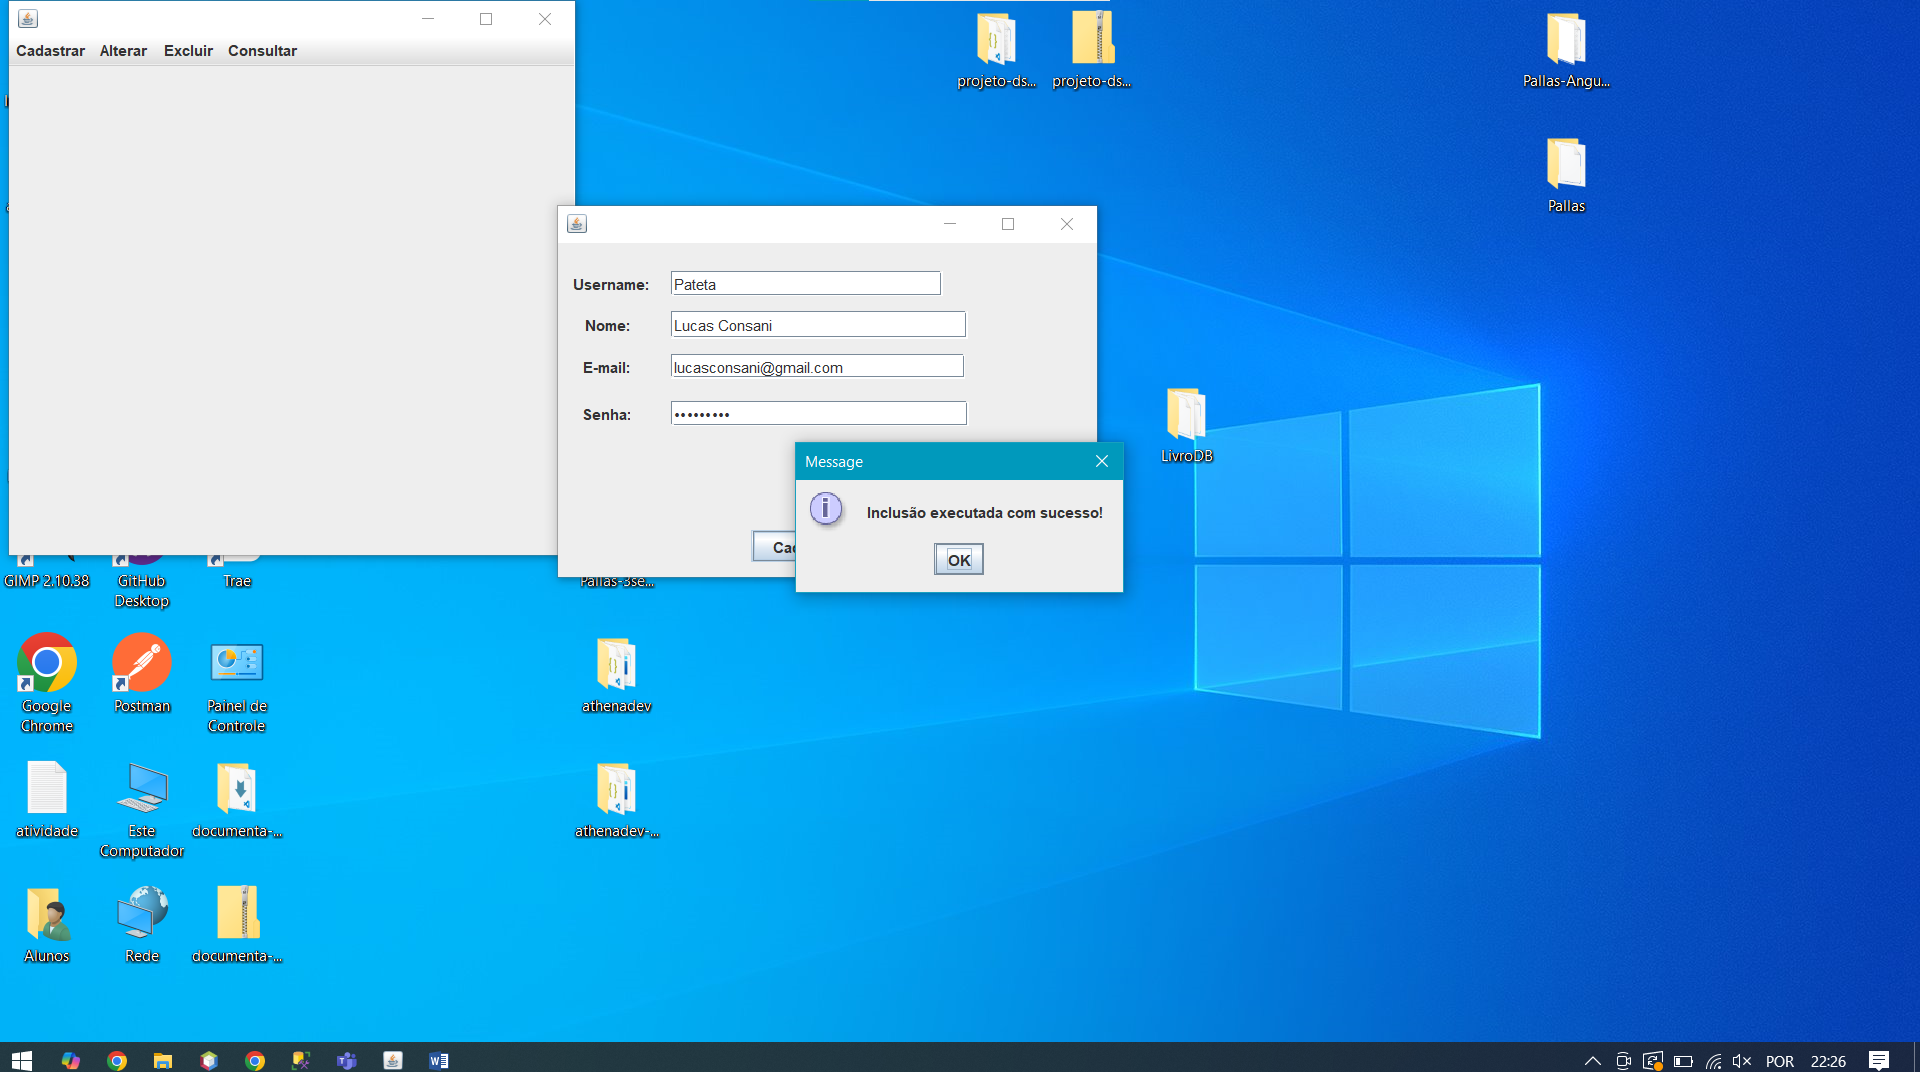 Cadastrar Alterar Excluir Consultar
projeto-ds...
projeto-ds...
Pallas-Angu...
Pallas
Username: Pateta
Nome: Lucas Consani
E-mail: lucasconsani@gmail.com
Senha: •••••••••
Message
Inclusão executada com sucesso!
OK
LivroDB
GIMP 2.10.38
GitHub
Desktop
Trae
Pallas-3se...
Google
Chrome
Postman
Painel de
Controle
athenadev
atividade
Este
Computador
documenta-...
athenadev-...
Alunos
Rede
documenta-...
POR 22:26